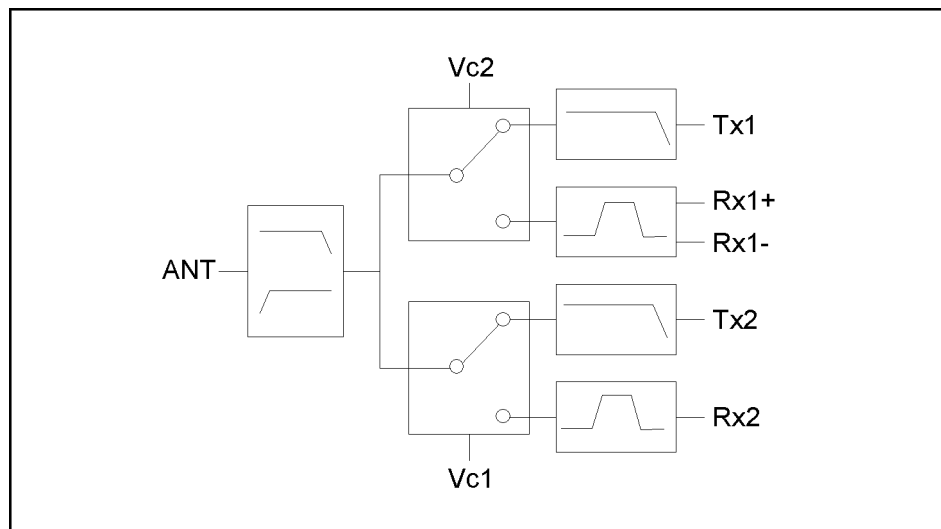 Vc2
Tx1
Rx1+
Rx1-
ANT
Tx2
Rx2
Vc1